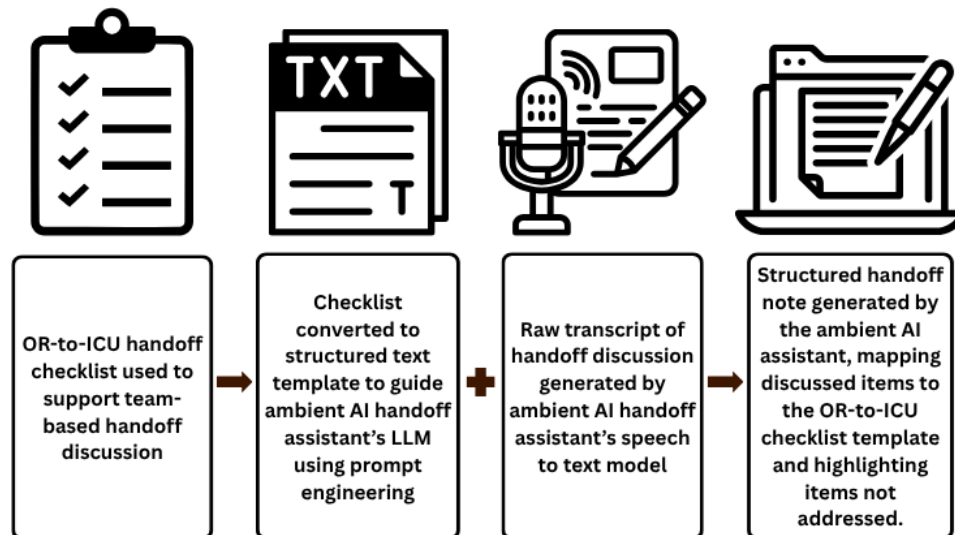 TXT
T
OR-to-ICU handoff
checklist used to
support team-
based handoff
discussion
Checklist
converted to
structured text
template to guide
ambient AI handoff
assistant’s LLM
using prompt
engineering
Raw transcript of
handoff discussion
generated by
ambient AI handoff
assistant’s speech
to text model
Structured handoff
note generated by
the ambient AI
assistant, mapping
discussed items to
the OR-to-ICU
checklist template
and highlighting
items not
addressed.